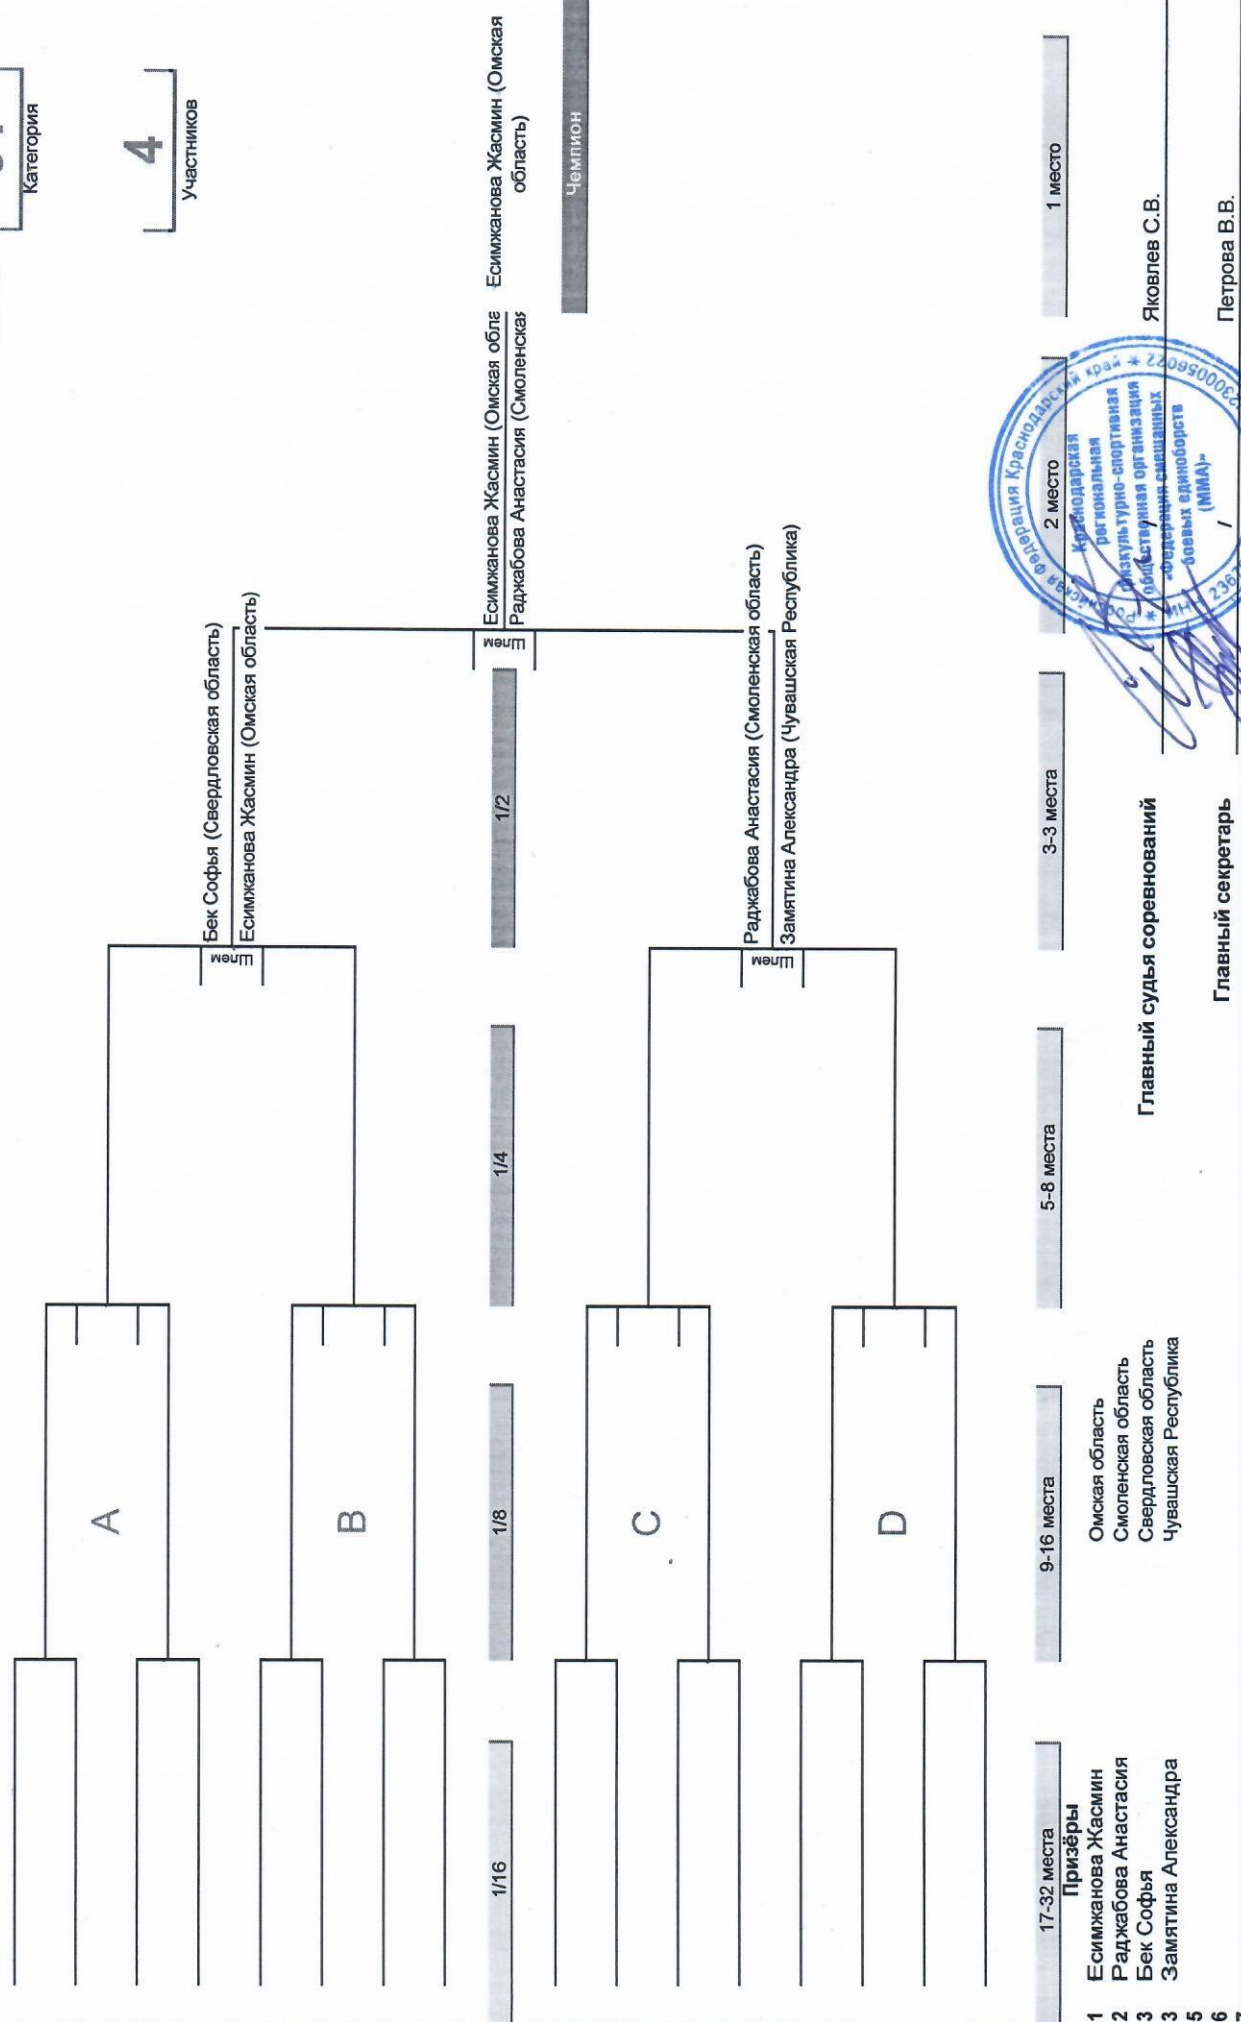 Категория
4
Участников
A
B
C
D
Бек Софья (Свердловская область)
Шлем
Есимжанова Жасмин (Омская область)
Есимжанова Жасмин (Омская обла
Шлем
Раджабова Анастасия (Смоленская
Есимжанова Жасмин (Омская
область)
Раджабова Анастасия (Смоленская область)
Шлем
Замятина Александра (Чувашская Республика)
1/16
1/8
1/4
1/2
Чемпион
17-32 места
9-16 места
5-8 места
3-3 места
2 место
1 место
Призёры
1 Есимжанова Жасмин Омская область
2 Раджабова Анастасия Смоленская область
3 Бек Софья Свердловская область
3 Замятина Александра Чувашская Республика
5
6
Главный судья соревнований / Яковлев С.В.
Главный секретарь / Петрова В.В.
Российская Федерация Краснодарский край
Краснодарская
региональная
физкультурно-спортивная
общественная организация
«Федерация смешанных
боевых единоборств
(ММА)»